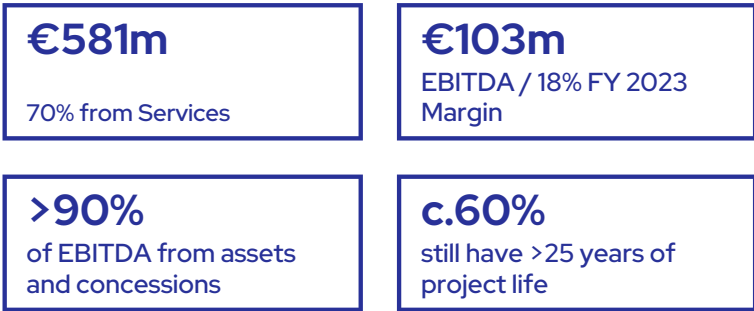 €581m
70% from Services
€103m
EBITDA / 18% FY 2023
Margin
>90%
of EBITDA from assets
and concessions
c.60%
still have >25 years of
project life